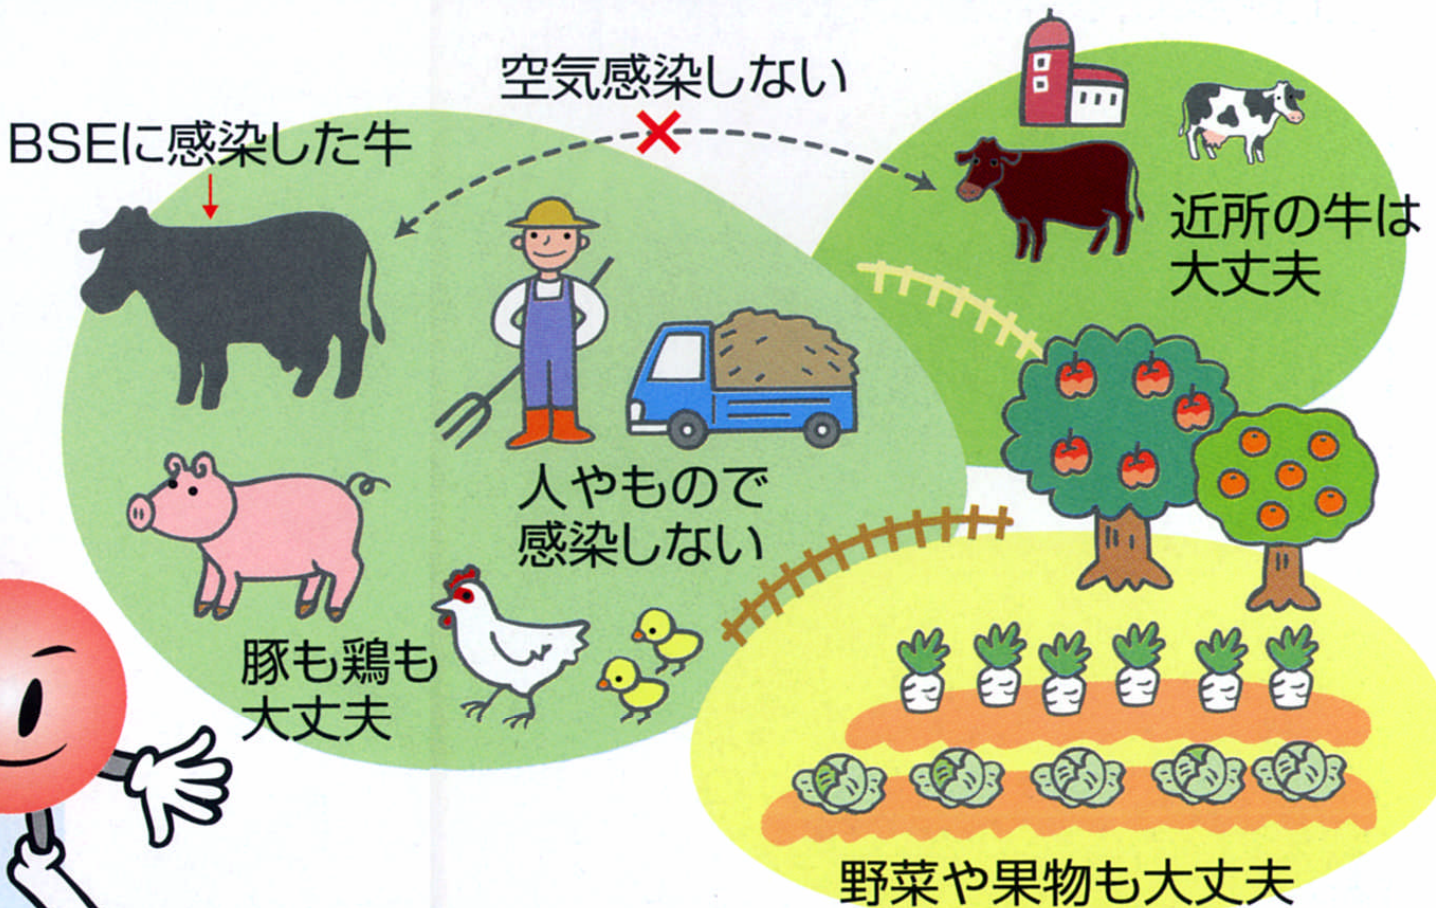 空気感染しない
BSEに感染した牛
近所の牛は
大丈夫
人やもので
感染しない
豚も鶏も
大丈夫
野菜や果物も大丈夫